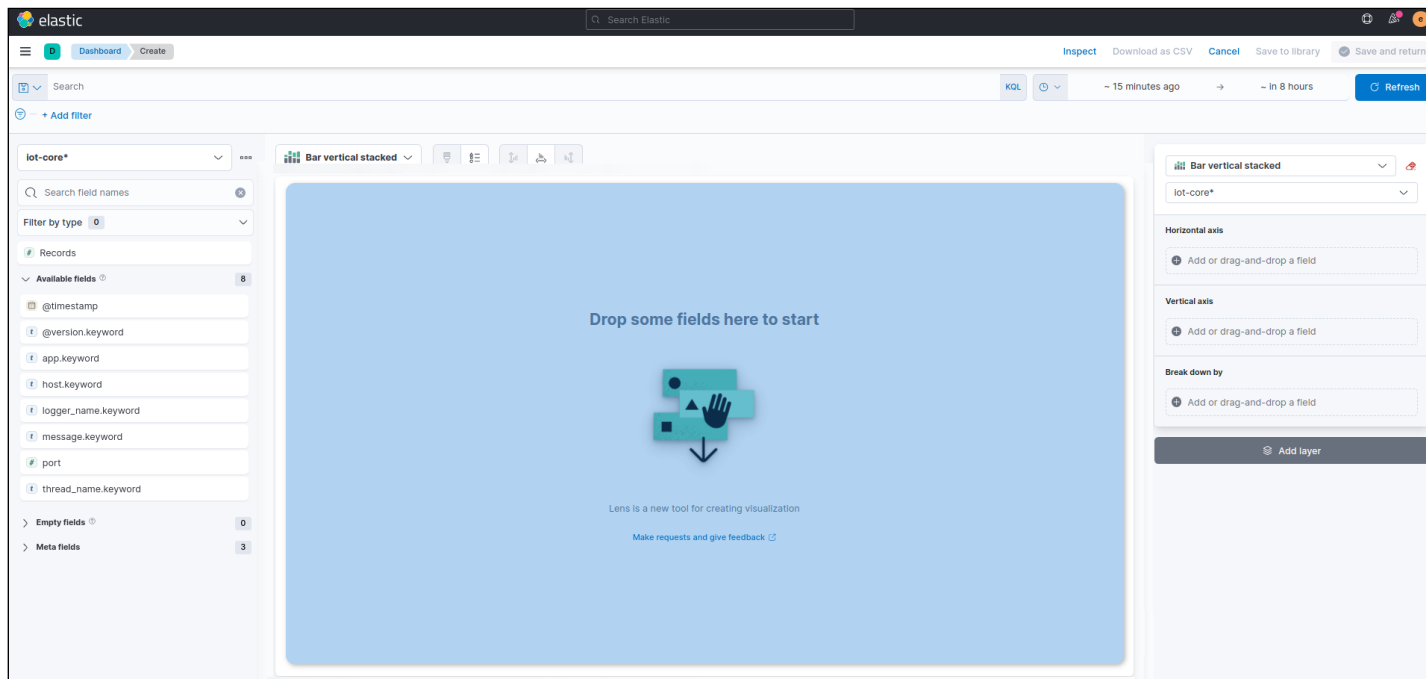 elastic
Search Elastic
e
D
Dashboard
Create
Inspect
Download as CSV
Cancel
Save to library
Save and return
Search
KQL
~ 15 minutes ago
→
~ in 8 hours
Refresh
+ Add filter
iot-core*
Bar vertical stacked
Search field names
Filter by type 0
# Records
Available fields 8
@timestamp
t @version.keyword
t app.keyword
t host.keyword
t logger_name.keyword
t message.keyword
# port
t thread_name.keyword
Empty fields 0
Meta fields 3
Drop some fields here to start
Lens is a new tool for creating visualization
Make requests and give feedback
Bar vertical stacked
iot-core*
Horizontal axis
Add or drag-and-drop a field
Vertical axis
Add or drag-and-drop a field
Break down by
Add or drag-and-drop a field
Add layer